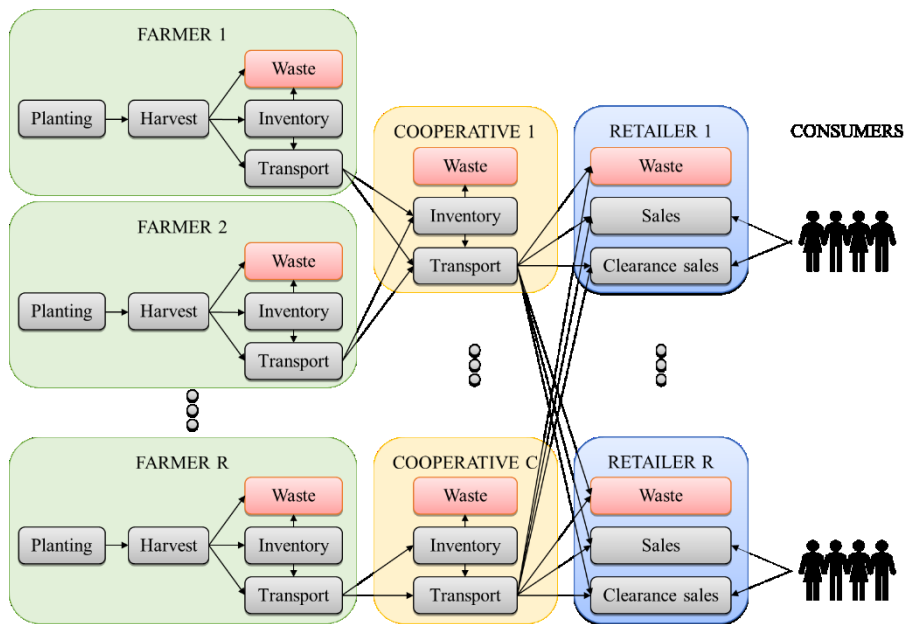 FARMER 1
Waste
Planting
Harvest
Inventory
Transport
COOPERATIVE 1
Waste
Inventory
Transport
RETAILER 1
Waste
Sales
Clearance sales
CONSUMERS
FARMER 2
Waste
Planting
Harvest
Inventory
Transport
FARMER R
Waste
Planting
Harvest
Inventory
Transport
COOPERATIVE C
Waste
Inventory
Transport
RETAILER R
Waste
Sales
Clearance sales